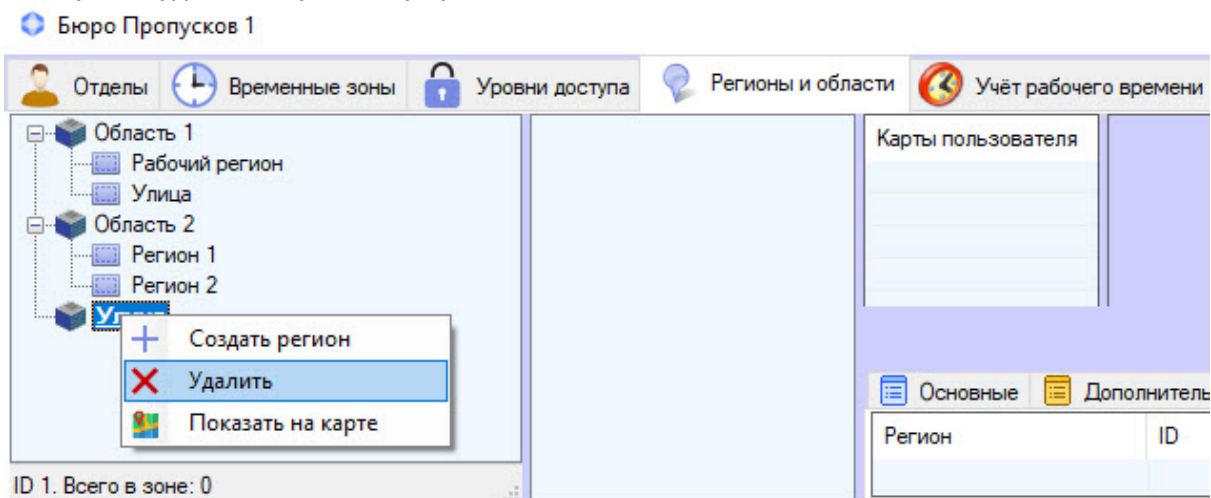 Бюро Пропусков 1
Отделы Временные зоны Уровни доступа Регионы и области Учёт рабочего времени
Область 1
Рабочий регион
Улица
Область 2
Регион 1
Регион 2
Создать регион
Удалить
Показать на карте
ID 1. Всего в зоне: 0
Карты пользователя
Основные Дополнитель
Регион ID